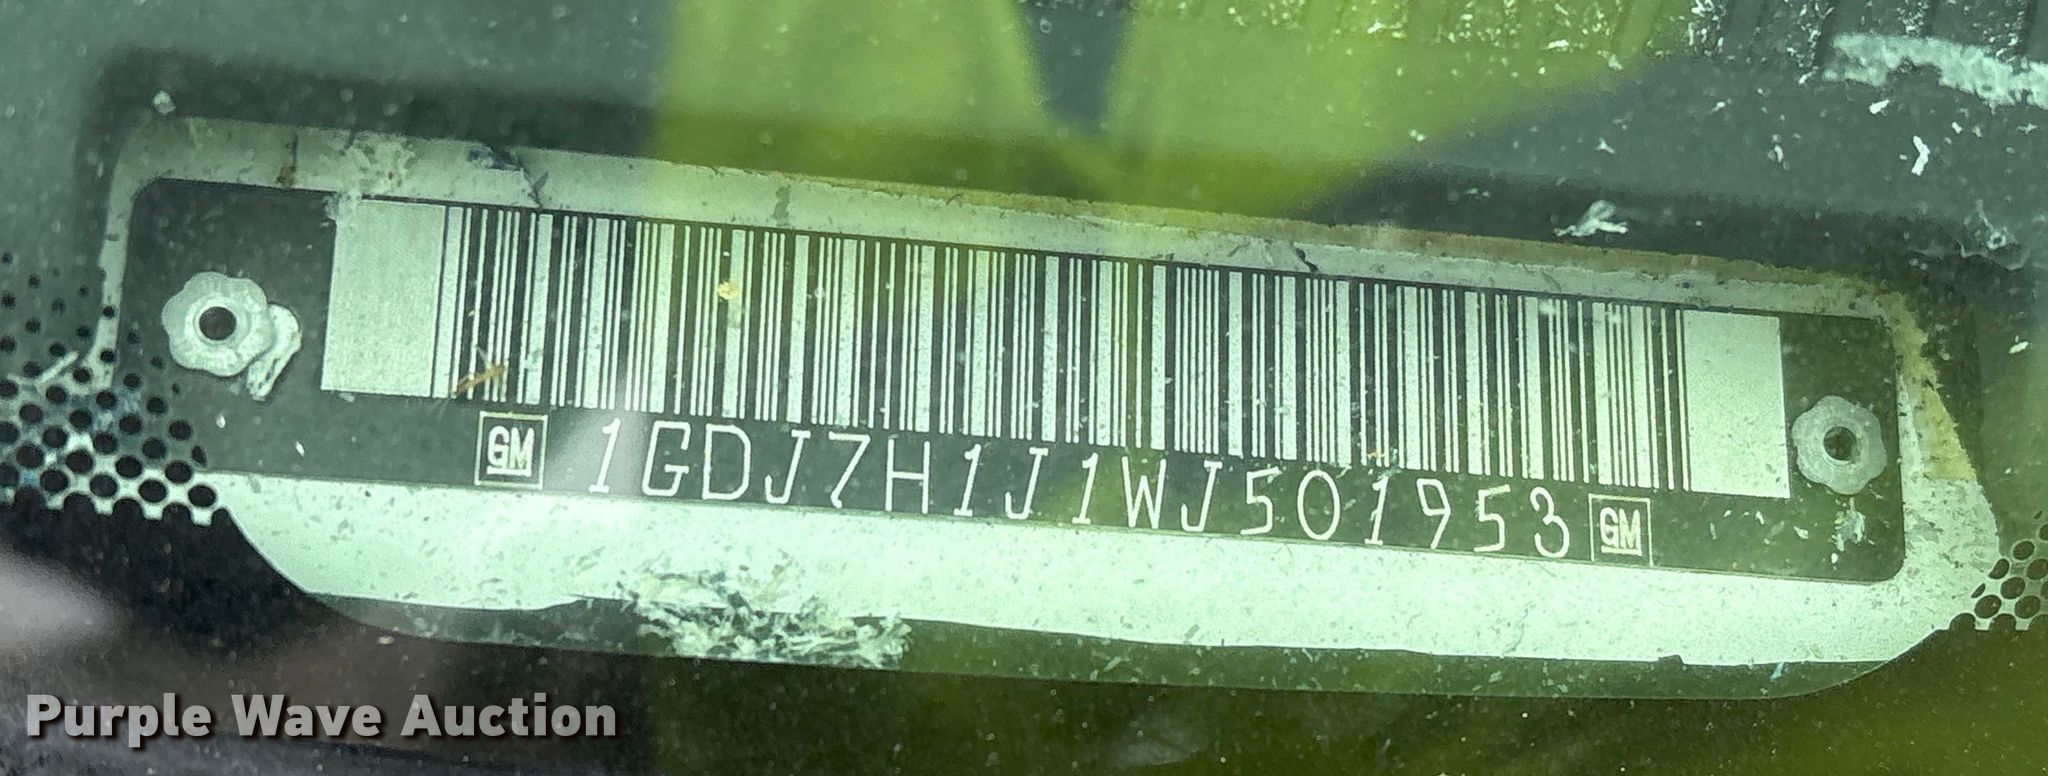 GM 1GDJ7H1J1WJ501953 GM
Purple Wave Auction